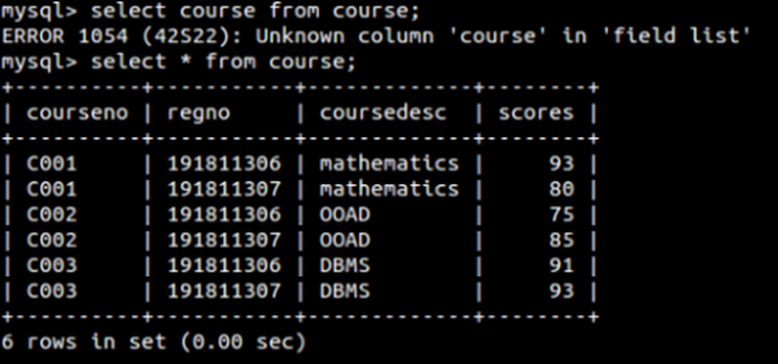 mysql> select course from course;
ERROR 1054 (42S22): Unknown column 'course' in 'field list'
mysql> select * from course;
+----------+-----------+-------------+--------+
| courseno | regno     | coursedesc  | scores |
+----------+-----------+-------------+--------+
| C001     | 191811306 | mathematics |     93 |
| C001     | 191811307 | mathematics |     80 |
| C002     | 191811306 | OOAD        |     75 |
| C002     | 191811307 | OOAD        |     85 |
| C003     | 191811306 | DBMS        |     91 |
| C003     | 191811307 | DBMS        |     93 |
+----------+-----------+-------------+--------+
6 rows in set (0.00 sec)